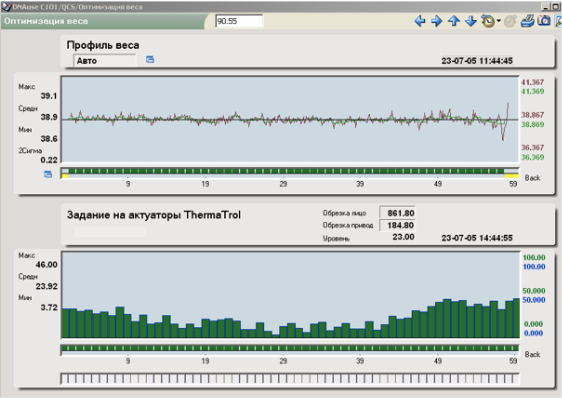 DNAuse C101/QCS/Оптимизация веса
Оптимизация веса 90.55
Профиль веса
Авто 23-07-05 11:44:45
Макс
39.1
Средн
38.9
Мин
38.6
2Сигма
0.22
41.367
41.369
38.867
38.869
36.367
36.369
9 19 29 39 49 59 Back
Задание на актуаторы ThermaTrol
Обрезка лицо 861.80
Обрезка привод 184.80
Уровень 23.00 23-07-05 14:44:55
Макс
46.00
Средн
23.92
Мин
3.72
100.00
100.00
50.000
50.000
0.000
0.000
9 19 29 39 49 59 Back